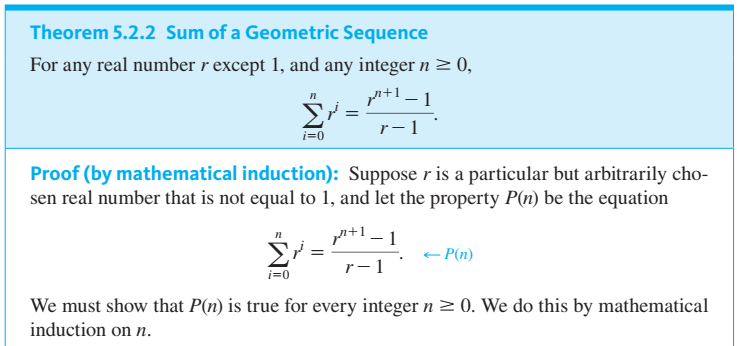 Theorem 5.2.2 Sum of a Geometric Sequence
For any real number r except 1, and any integer n ≥ 0,
$$\sum_{i=0}^{n} r^i = \frac{r^{n+1} - 1}{r - 1}.$$
Proof (by mathematical induction): Suppose r is a particular but arbitrarily cho-
sen real number that is not equal to 1, and let the property P(n) be the equation
$$\sum_{i=0}^{n} r^i = \frac{r^{n+1} - 1}{r - 1}. \leftarrow P(n)$$
We must show that P(n) is true for every integer n ≥ 0. We do this by mathematical
induction on n.